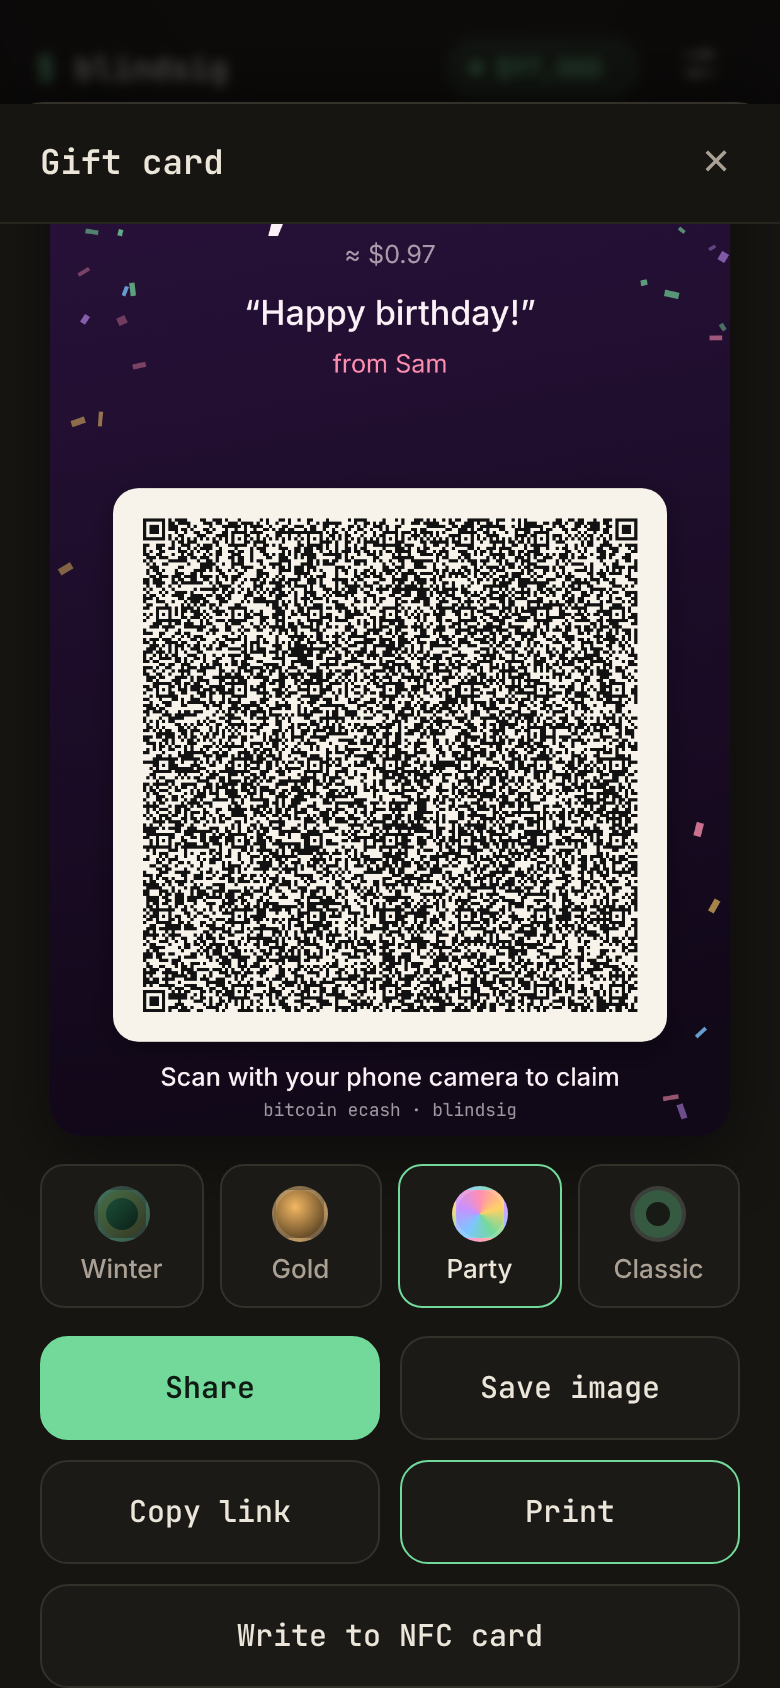 blindsig
Gift card
≈ $0.97
“Happy birthday!”
from Sam
Scan with your phone camera to claim
bitcoin ecash · blindsig
Winter
Gold
Party
Classic
Share
Save image
Copy link
Print
Write to NFC card